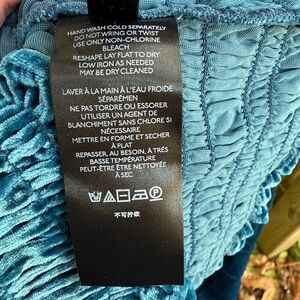 HAND WASH COLD SEPARATELY
DO NOT WRING OR TWIST
USE ONLY NON-CHLORINE
BLEACH
RESHAPE LAY FLAT TO DRY
LOW IRON AS NEEDED
MAY BE DRY CLEANED
LAVER À LA MAIN À L'EAU FROIDE
SÉPARÉMEN
NE PAS TORDRE OU ESSORER
UTILISER UN AGENT DE
BLANCHIMENT SANS CHLORE SI
NÉCESSAIRE
METTRE EN FORME ET SÉCHER
À PLAT
REPASSER, AU BESOIN, À TRÈS
BASSE TEMPÉRATURE
PEUT-ÊTRE ÊTRE NETTOYÉE
À SEC
P
不可拧绞